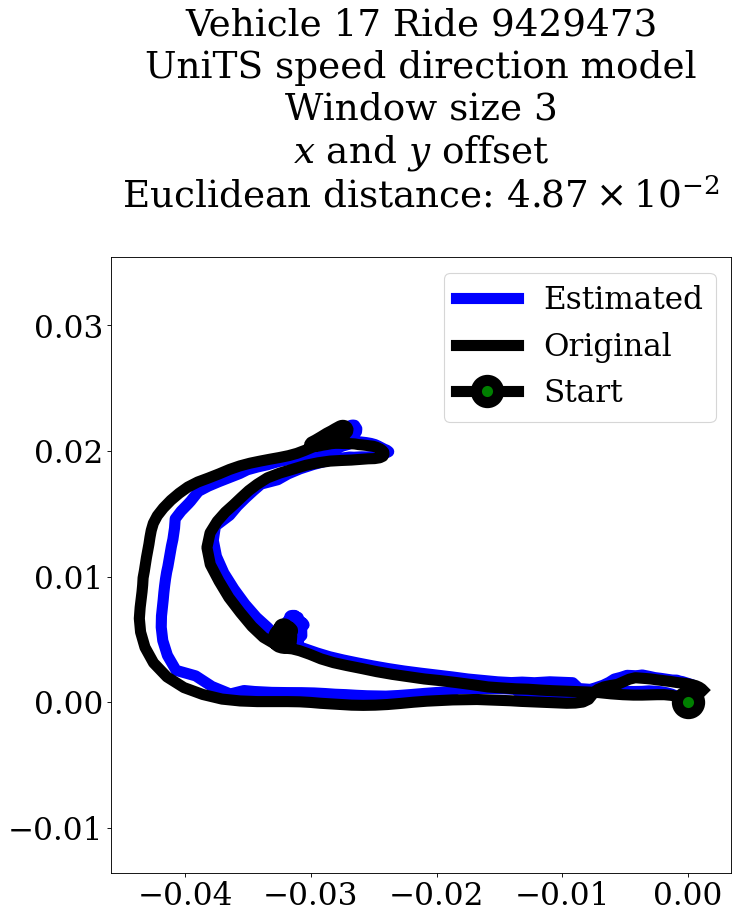 Vehicle 17 Ride 9429473
UniTS speed direction model
Window size 3
x and y offset
Euclidean distance: 4.87 × 10⁻²
Estimated
Original
Start
0.03
0.02
0.01
0.00
−0.01
−0.04
−0.03
−0.02
−0.01
0.00